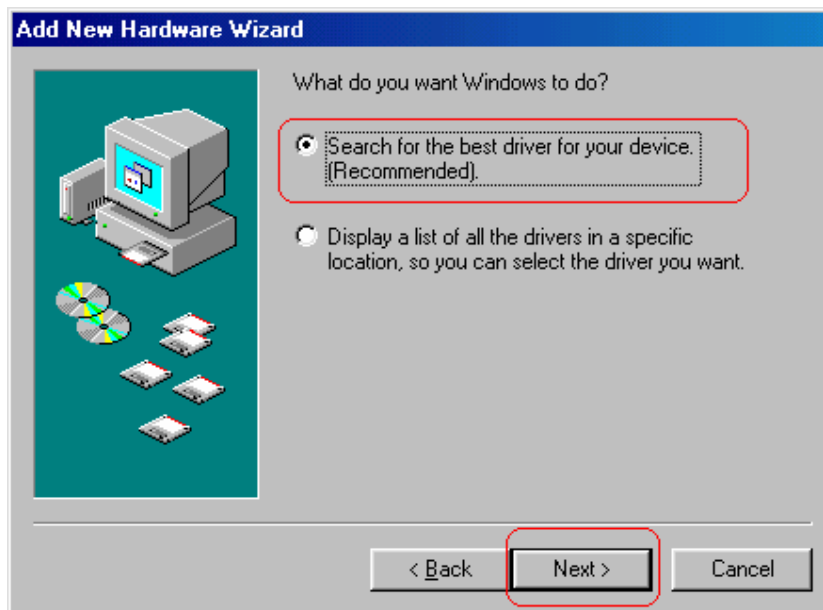 Add New Hardware Wizard
What do you want Windows to do?
Search for the best driver for your device.
(Recommended).
Display a list of all the drivers in a specific
location, so you can select the driver you want.
< Back
Next >
Cancel